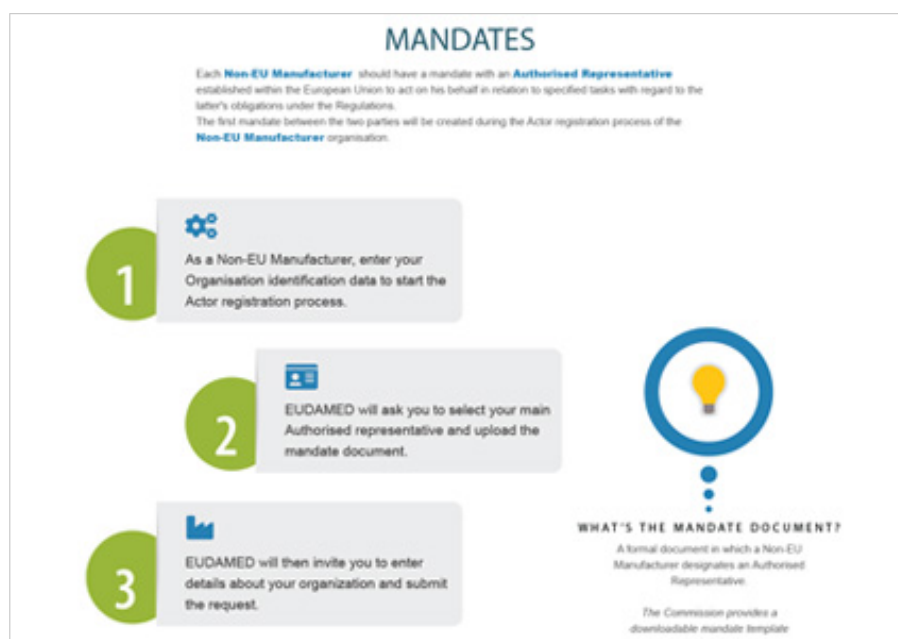 MANDATES
Each Non-EU Manufacturer should have a mandate with an Authorised Representative
established within the European Union to act on his behalf in relation to specified tasks with regard to the
latter's obligations under the Regulations.
The first mandate between the two parties will be created during the Actor registration process of the
Non-EU Manufacturer organisation.
1
As a Non-EU Manufacturer, enter your
Organisation identification data to start the
Actor registration process.
2
EUDAMED will ask you to select your main
Authorised representative and upload the
mandate document.
3
EUDAMED will then invite you to enter
details about your organization and submit
the request.
WHAT'S THE MANDATE DOCUMENT?
A formal document in which a Non-EU
Manufacturer designates an Authorised
Representative.
The Commission provides a
downloadable mandate template